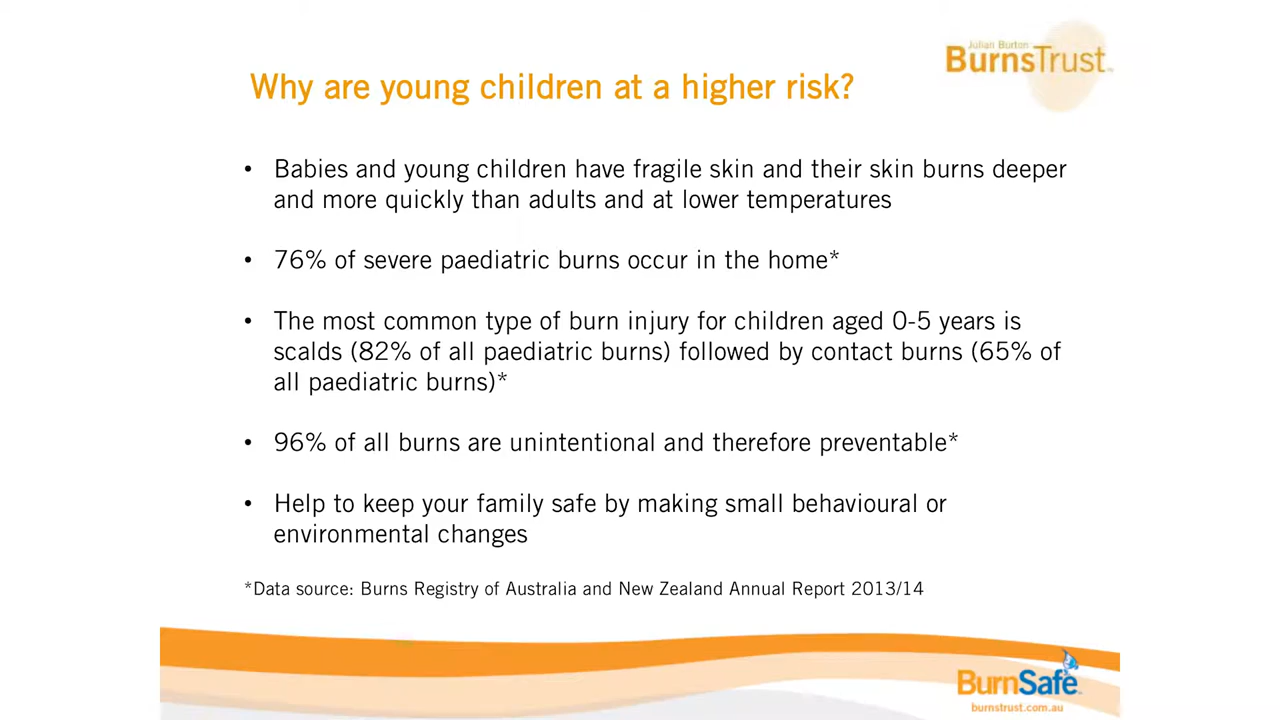 Julian Burton
BurnsTrust
Why are young children at a higher risk?
• Babies and young children have fragile skin and their skin burns deeper
and more quickly than adults and at lower temperatures
• 76% of severe paediatric burns occur in the home*
• The most common type of burn injury for children aged 0-5 years is
scalds (82% of all paediatric burns) followed by contact burns (65% of
all paediatric burns)*
• 96% of all burns are unintentional and therefore preventable*
• Help to keep your family safe by making small behavioural or
environmental changes
*Data source: Burns Registry of Australia and New Zealand Annual Report 2013/14
BurnSafe
burnstrust.com.au